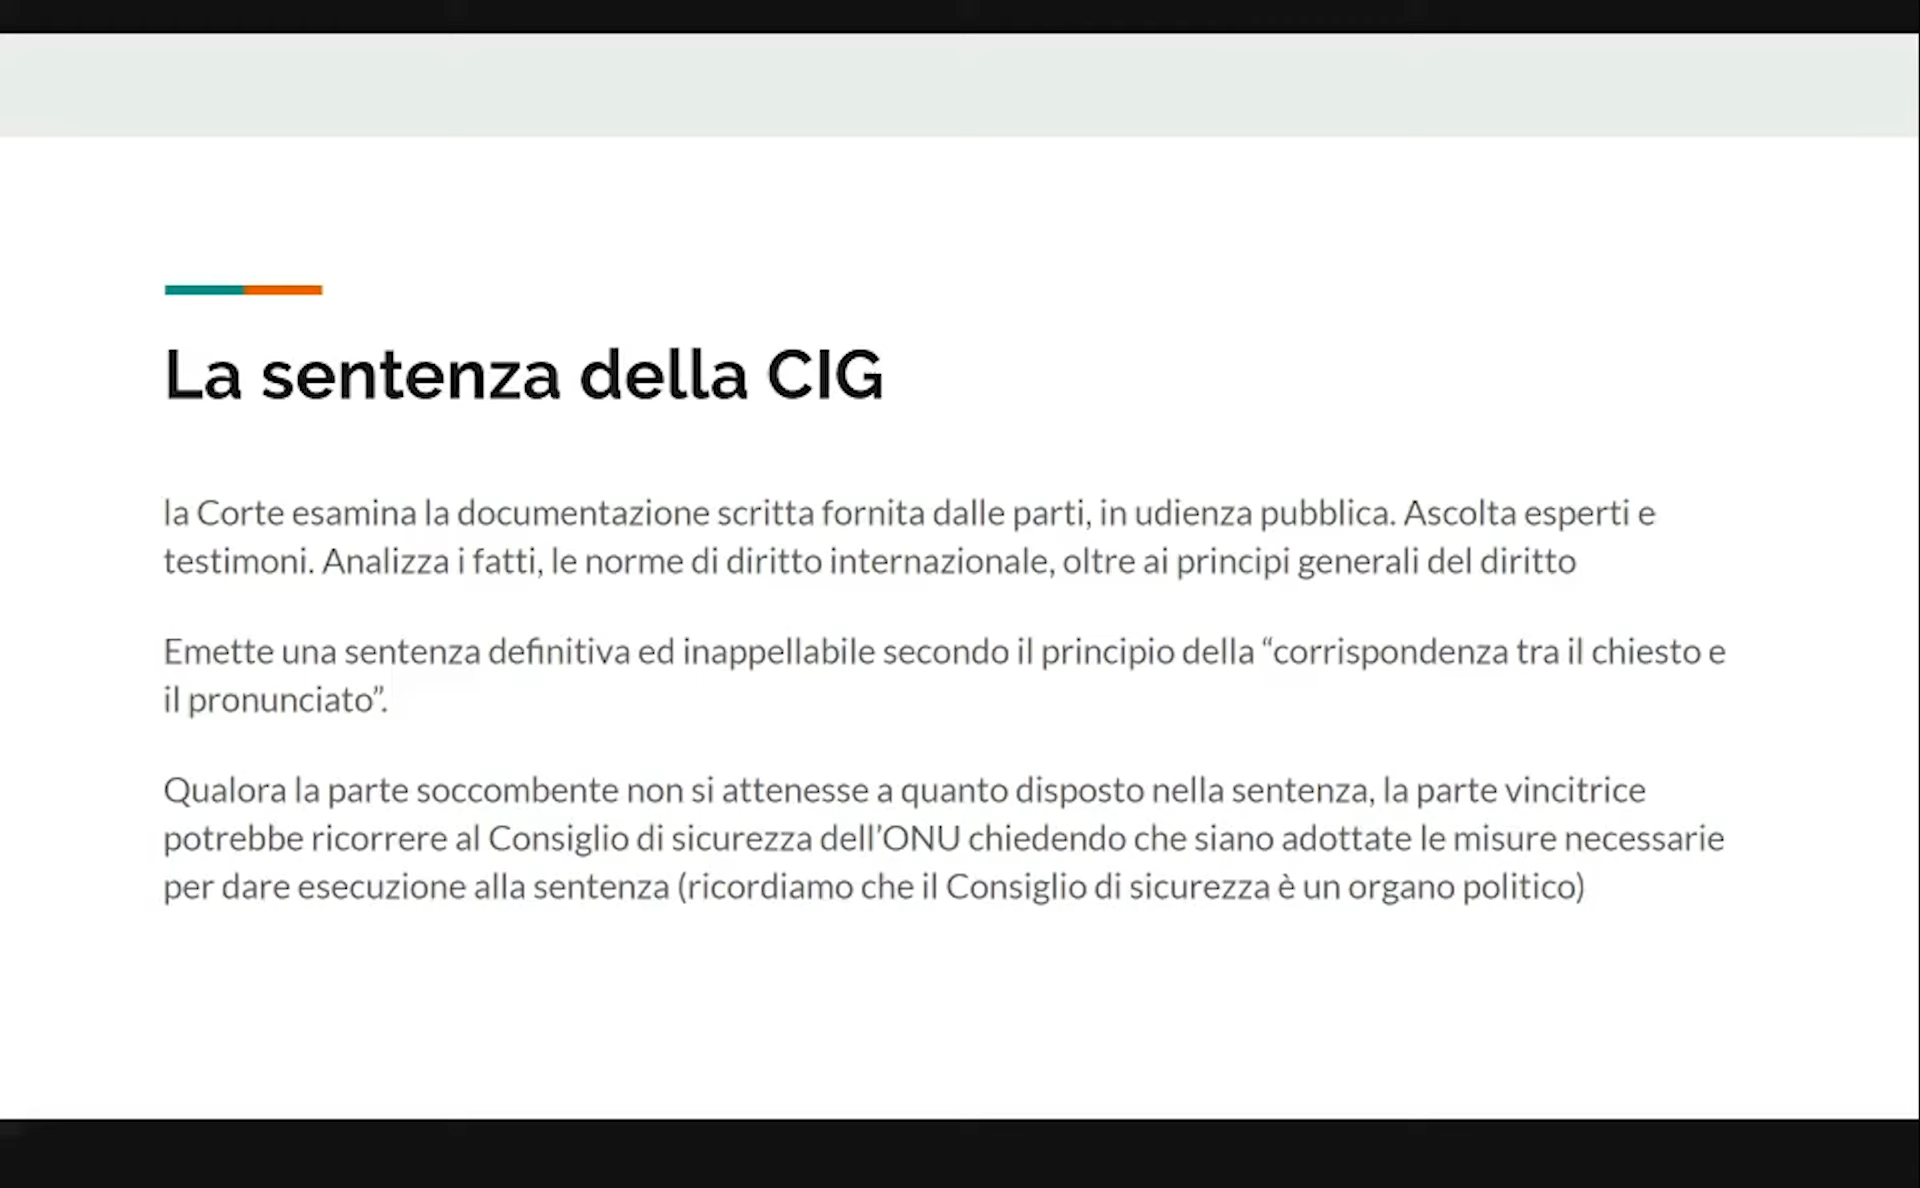 La sentenza della CIG
la Corte esamina la documentazione scritta fornita dalle parti, in udienza pubblica. Ascolta esperti e
testimoni. Analizza i fatti, le norme di diritto internazionale, oltre ai principi generali del diritto
Emette una sentenza definitiva ed inappellabile secondo il principio della “corrispondenza tra il chiesto e
il pronunciato”.
Qualora la parte soccombente non si attenesse a quanto disposto nella sentenza, la parte vincitrice
potrebbe ricorrere al Consiglio di sicurezza dell’ONU chiedendo che siano adottate le misure necessarie
per dare esecuzione alla sentenza (ricordiamo che il Consiglio di sicurezza è un organo politico)